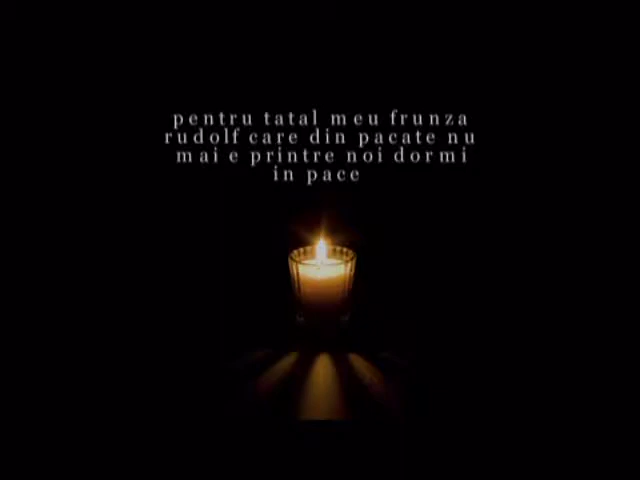 pentru tatal meu frunza
rudolf care din pacate nu
mai e printre noi dormi
in pace